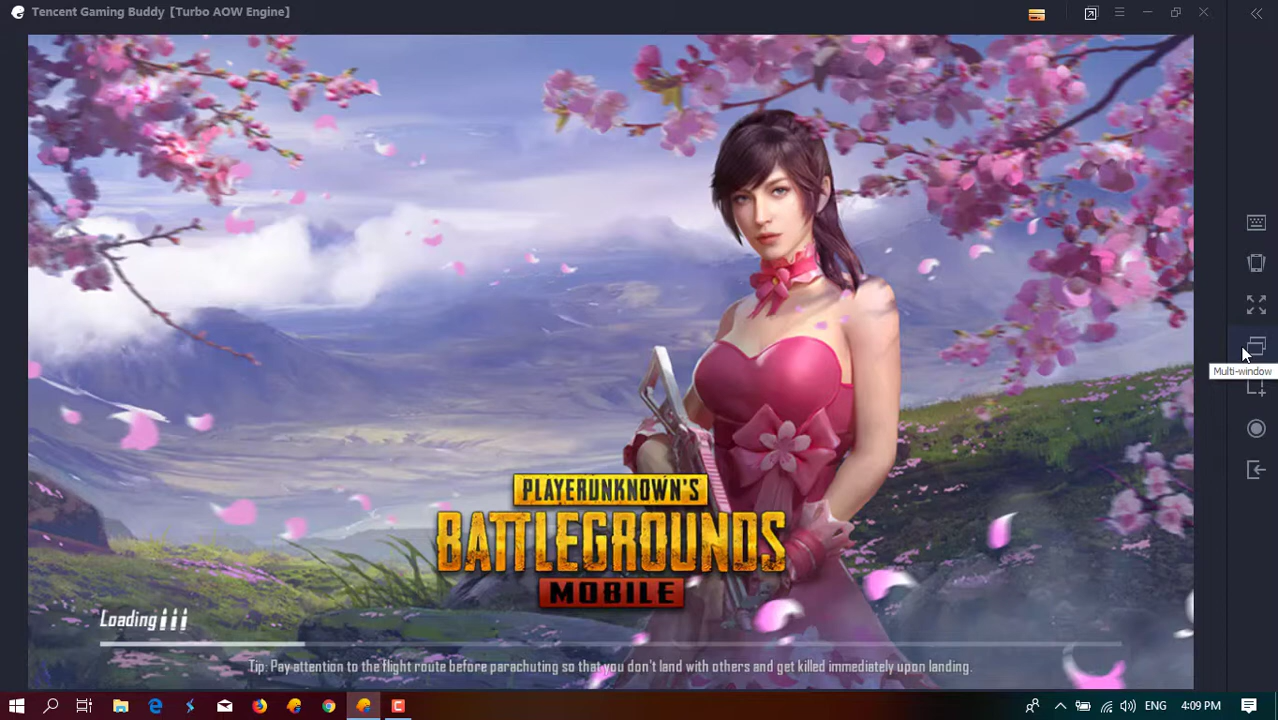 Tencent Gaming Buddy [Turbo AOW Engine]
Multi-window
PLAYERUNKNOWN'S
BATTLEGROUNDS
MOBILE
Loading
Tip: Pay attention to the flight route before parachuting so that you don't land with others and get killed immediately upon landing.
ENG
4:09 PM